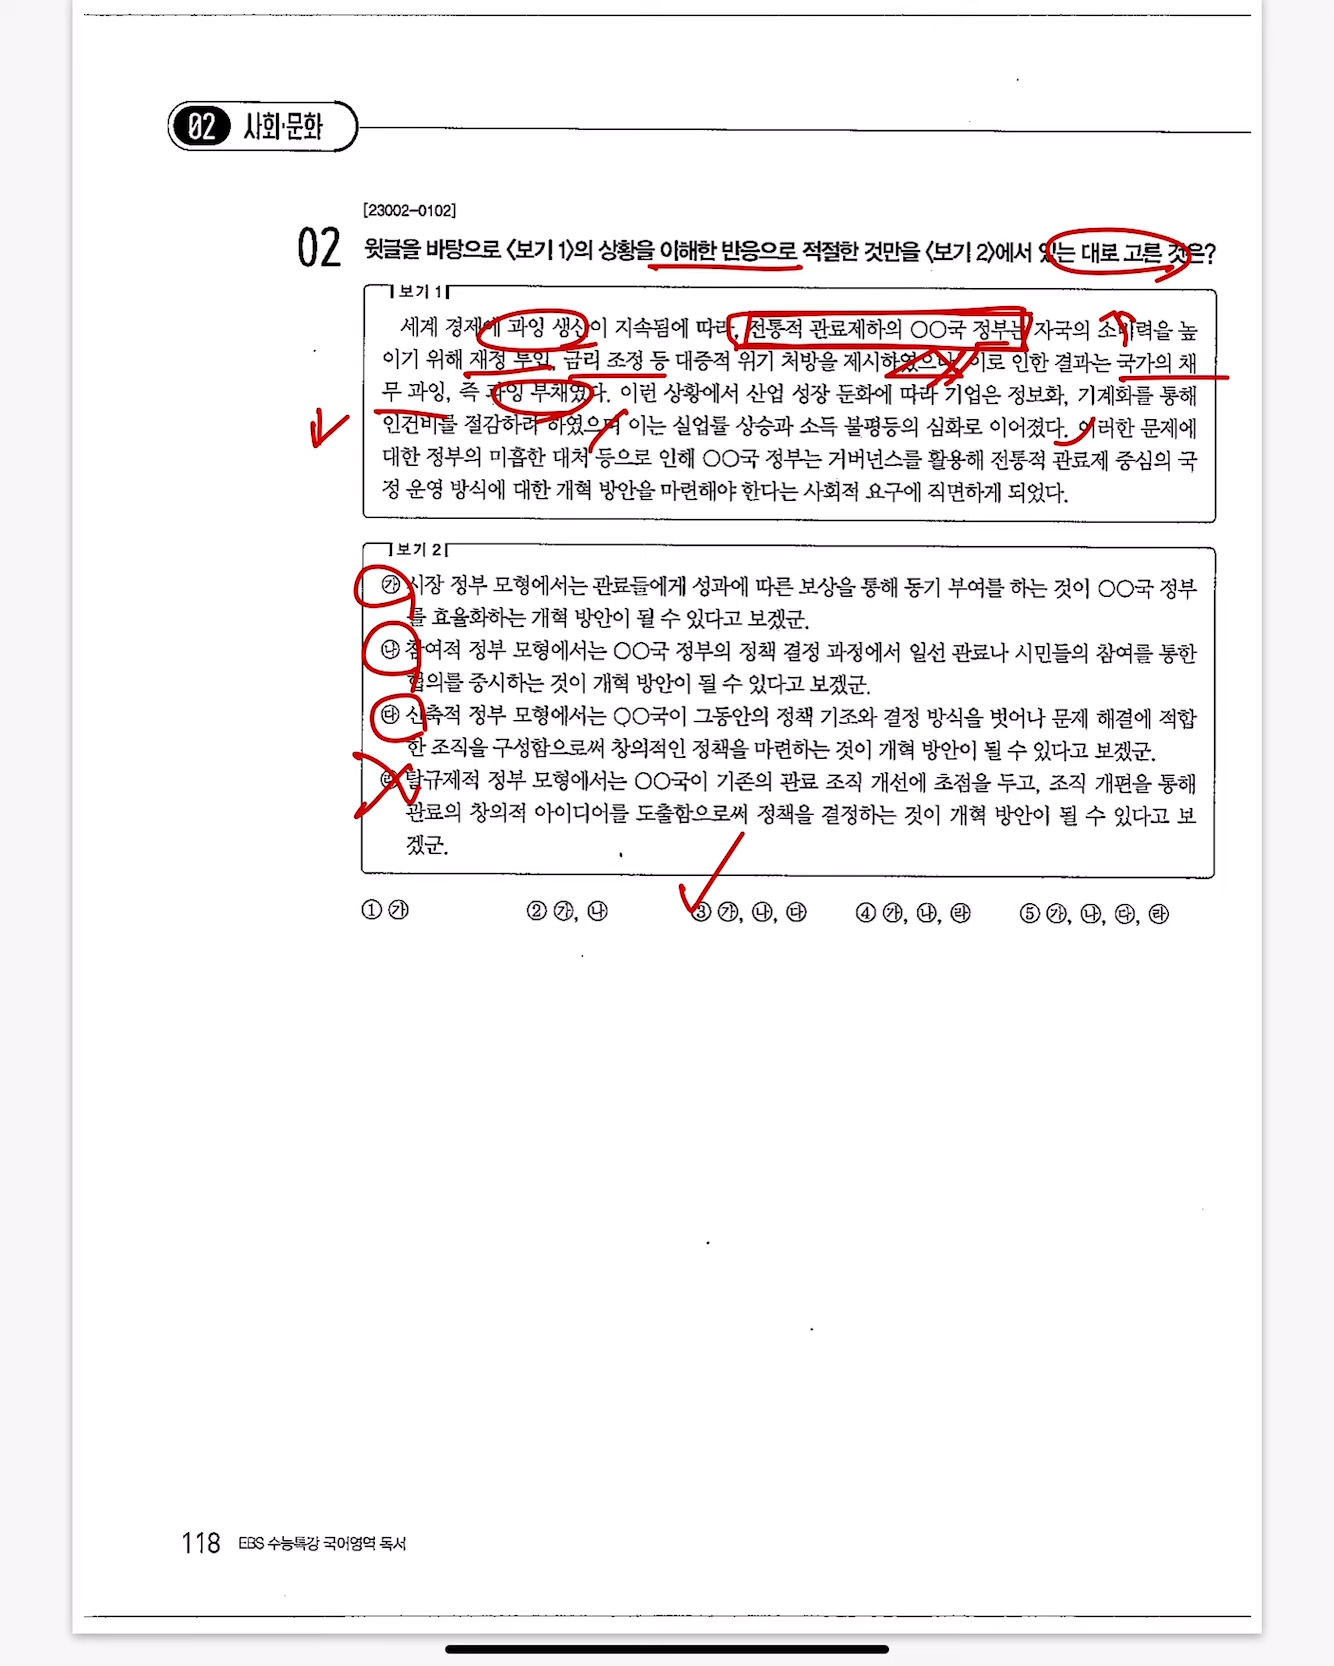 02 사회·문화
[23002-0102]
02 윗글을 바탕으로 <보기 1>의 상황을 이해한 반응으로 적절한 것만을 <보기 2>에서 있는 대로 고른 것은?
보기 1
세계 경제에 과잉 생산이 지속됨에 따라, 전통적 관료제하의 ○○국 정부는 자국의 소비력을 높
이기 위해 재정 투입, 금리 조정 등 대증적 위기 처방을 제시하였으나, 이로 인한 결과는 국가의 채
무 과잉, 즉 과잉 부채였다. 이런 상황에서 산업 성장 둔화에 따라 기업은 정보화, 기계화를 통해
인건비를 절감하려 하였으며 이는 실업률 상승과 소득 불평등의 심화로 이어졌다. 이러한 문제에
대한 정부의 미흡한 대처 등으로 인해 ○○국 정부는 거버넌스를 활용해 전통적 관료제 중심의 국
정 운영 방식에 대한 개혁 방안을 마련해야 한다는 사회적 요구에 직면하게 되었다.
보기 2
㉮ 시장 정부 모형에서는 관료들에게 성과에 따른 보상을 통해 동기 부여를 하는 것이 ○○국 정부
를 효율화하는 개혁 방안이 될 수 있다고 보겠군.
㉯ 참여적 정부 모형에서는 ○○국 정부의 정책 결정 과정에서 일선 관료나 시민들의 참여를 통한
협의를 중시하는 것이 개혁 방안이 될 수 있다고 보겠군.
㉰ 신축적 정부 모형에서는 ○○국이 그동안의 정책 기조와 결정 방식을 벗어나 문제 해결에 적합
한 조직을 구성함으로써 창의적인 정책을 마련하는 것이 개혁 방안이 될 수 있다고 보겠군.
㉱ 탈규제적 정부 모형에서는 ○○국이 기존의 관료 조직 개선에 초점을 두고, 조직 개편을 통해
관료의 창의적 아이디어를 도출함으로써 정책을 결정하는 것이 개혁 방안이 될 수 있다고 보
겠군.
① ㉮ ② ㉮, ㉯ ③ ㉮, ㉯, ㉰ ④ ㉮, ㉯, ㉱ ⑤ ㉮, ㉯, ㉰, ㉱
118 EBS 수능특강 국어영역 독서